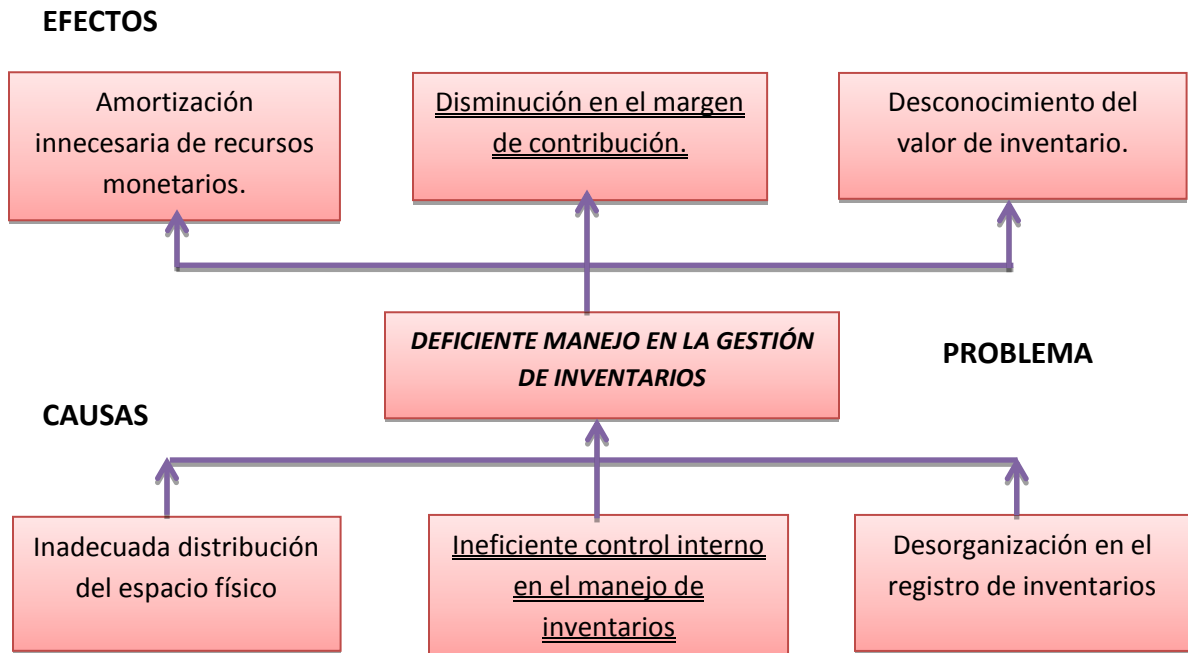 EFECTOS
Amortización
innecesaria de recursos
monetarios.
Disminución en el margen
de contribución.
Desconocimiento del
valor de inventario.
DEFICIENTE MANEJO EN LA GESTIÓN
DE INVENTARIOS
PROBLEMA
CAUSAS
Inadecuada distribución
del espacio físico
Ineficiente control interno
en el manejo de
inventarios
Desorganización en el
registro de inventarios